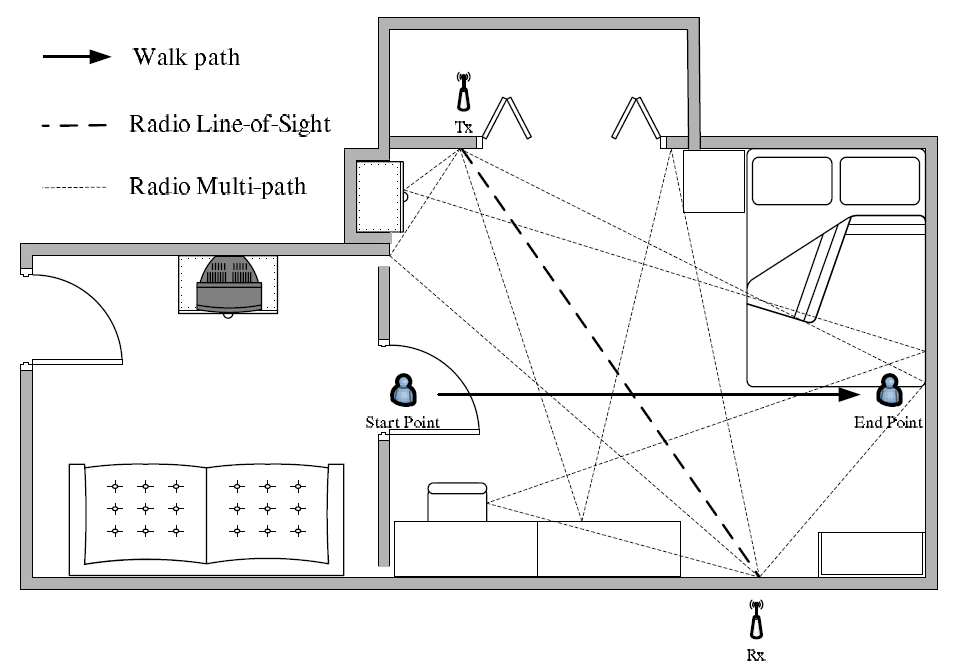 Walk path
Radio Line-of-Sight
Radio Multi-path
Tx
Start Point
End Point
Rx